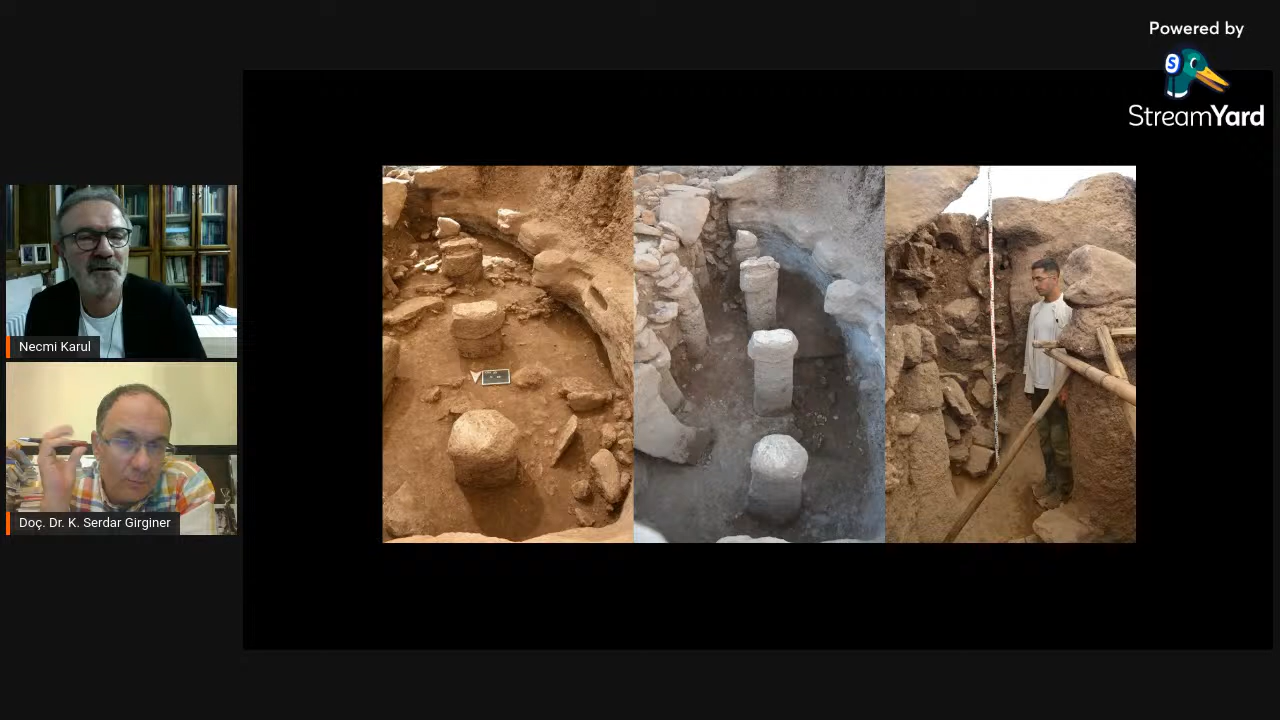 Powered by
S
StreamYard
Necmi Karul
Doç. Dr. K. Serdar Girginer